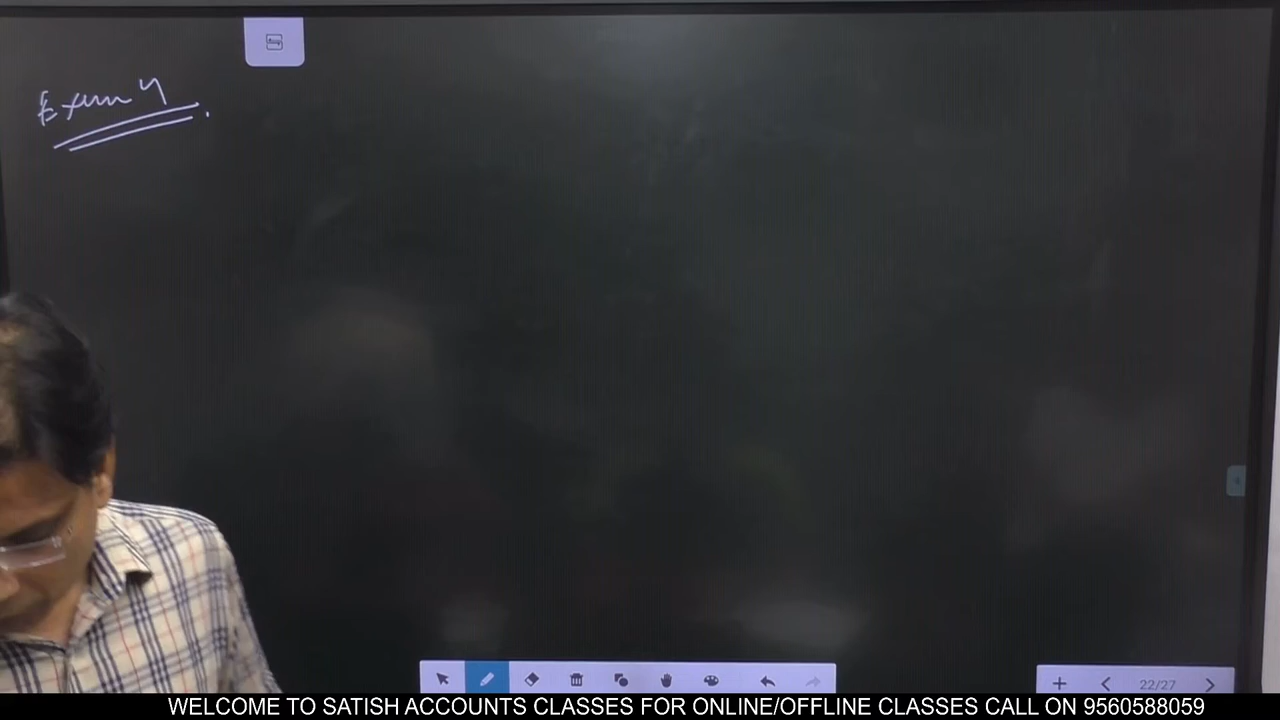 Exam 4
22/27
WELCOME TO SATISH ACCOUNTS CLASSES FOR ONLINE/OFFLINE CLASSES CALL ON 9560588059